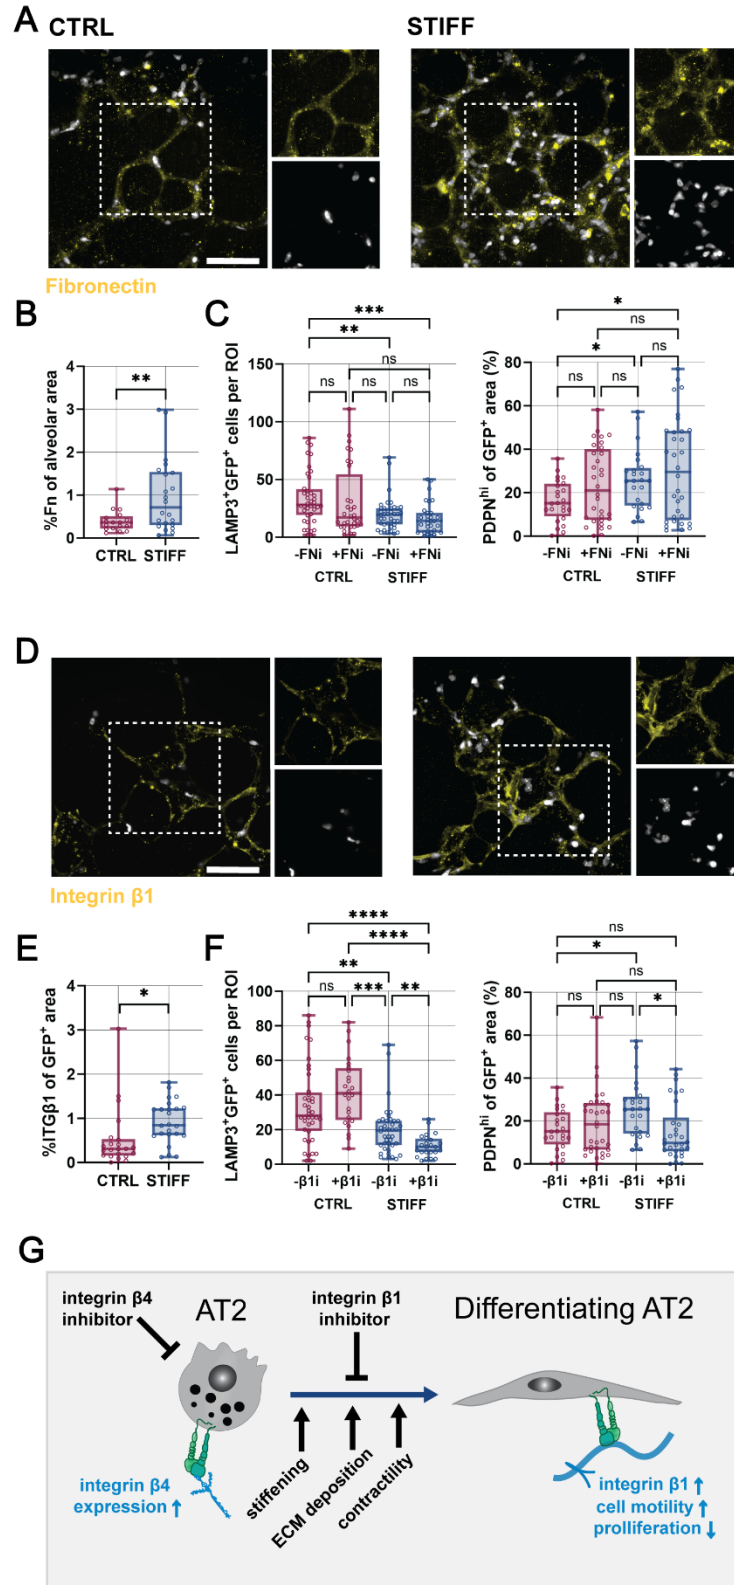 A
CTRL
STIFF
Fibronectin
B
%Fn of alveolar area
4
3
2
1
0
**
CTRL STIFF
C
LAMP3+GFP+ cells per ROI
150
100
50
0
***
**
ns
ns ns ns
-FNi +FNi -FNi +FNi
CTRL STIFF
PDPNhi of GFP+ area (%)
80
60
40
20
0
*
ns
*
ns
ns ns
-FNi +FNi -FNi +FNi
CTRL STIFF
D
Integrin β1
E
%ITGβ1 of GFP+ area
4
3
2
1
0
*
CTRL STIFF
F
LAMP3+GFP+ cells per ROI
100
80
60
40
20
0
****
****
**
ns *** **
-β1i +β1i -β1i +β1i
CTRL STIFF
PDPNhi of GFP+ area (%)
80
60
40
20
0
ns
*
ns
ns ns *
-β1i +β1i -β1i +β1i
CTRL STIFF
G
integrin β4
inhibitor
AT2
integrin β1
inhibitor
Differentiating AT2
integrin β4
expression ↑
stiffening
ECM deposition
contractility
integrin β1 ↑
cell motility ↑
prolliferation ↓